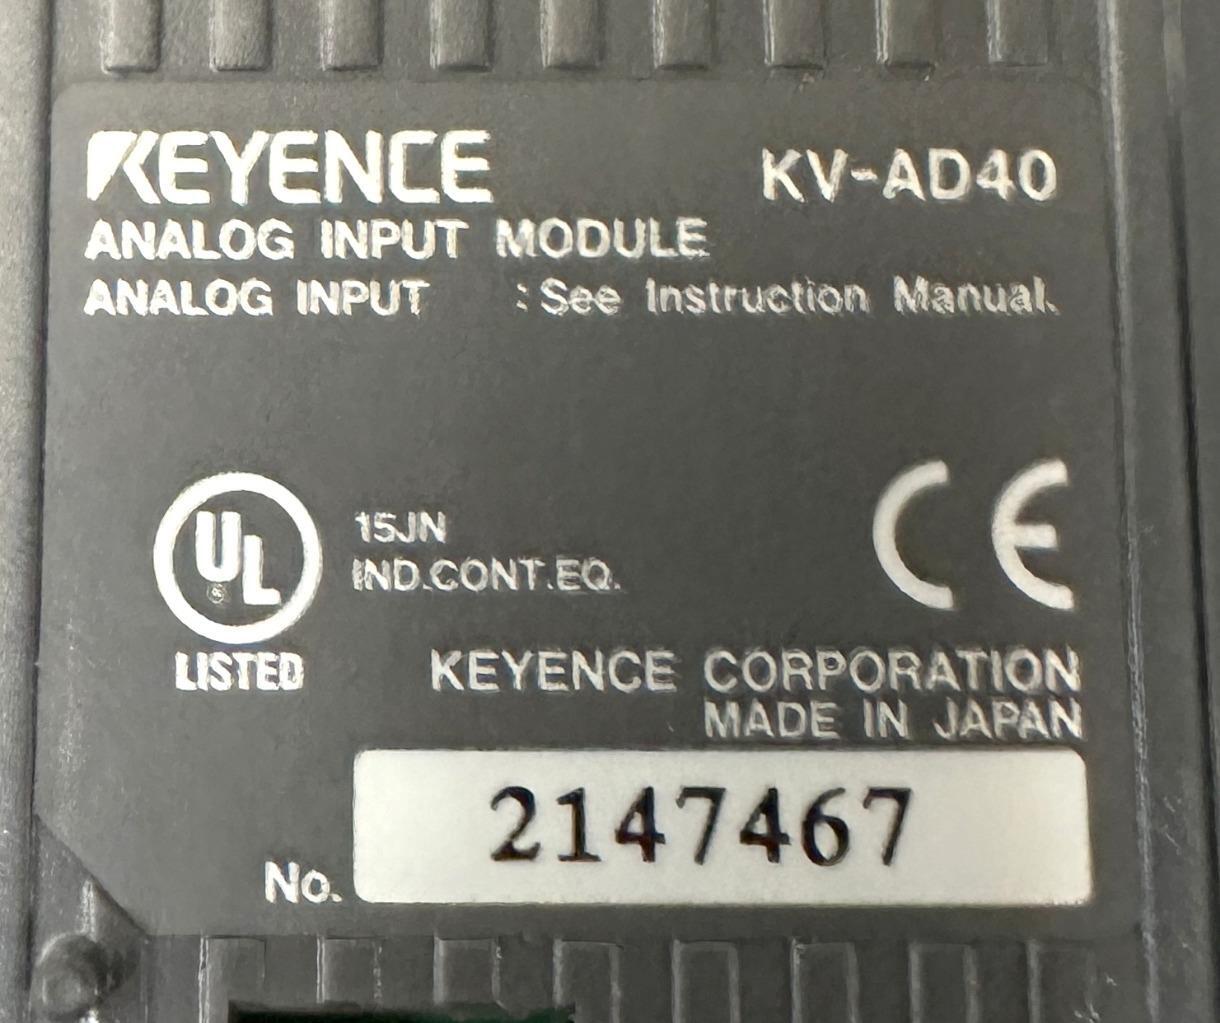 KEYENCE KV-AD40
ANALOG INPUT MODULE
ANALOG INPUT : See Instruction Manual.
UL ® LISTED
15JN
IND.CONT.EQ.
CE
KEYENCE CORPORATION
MADE IN JAPAN
No. 2147467